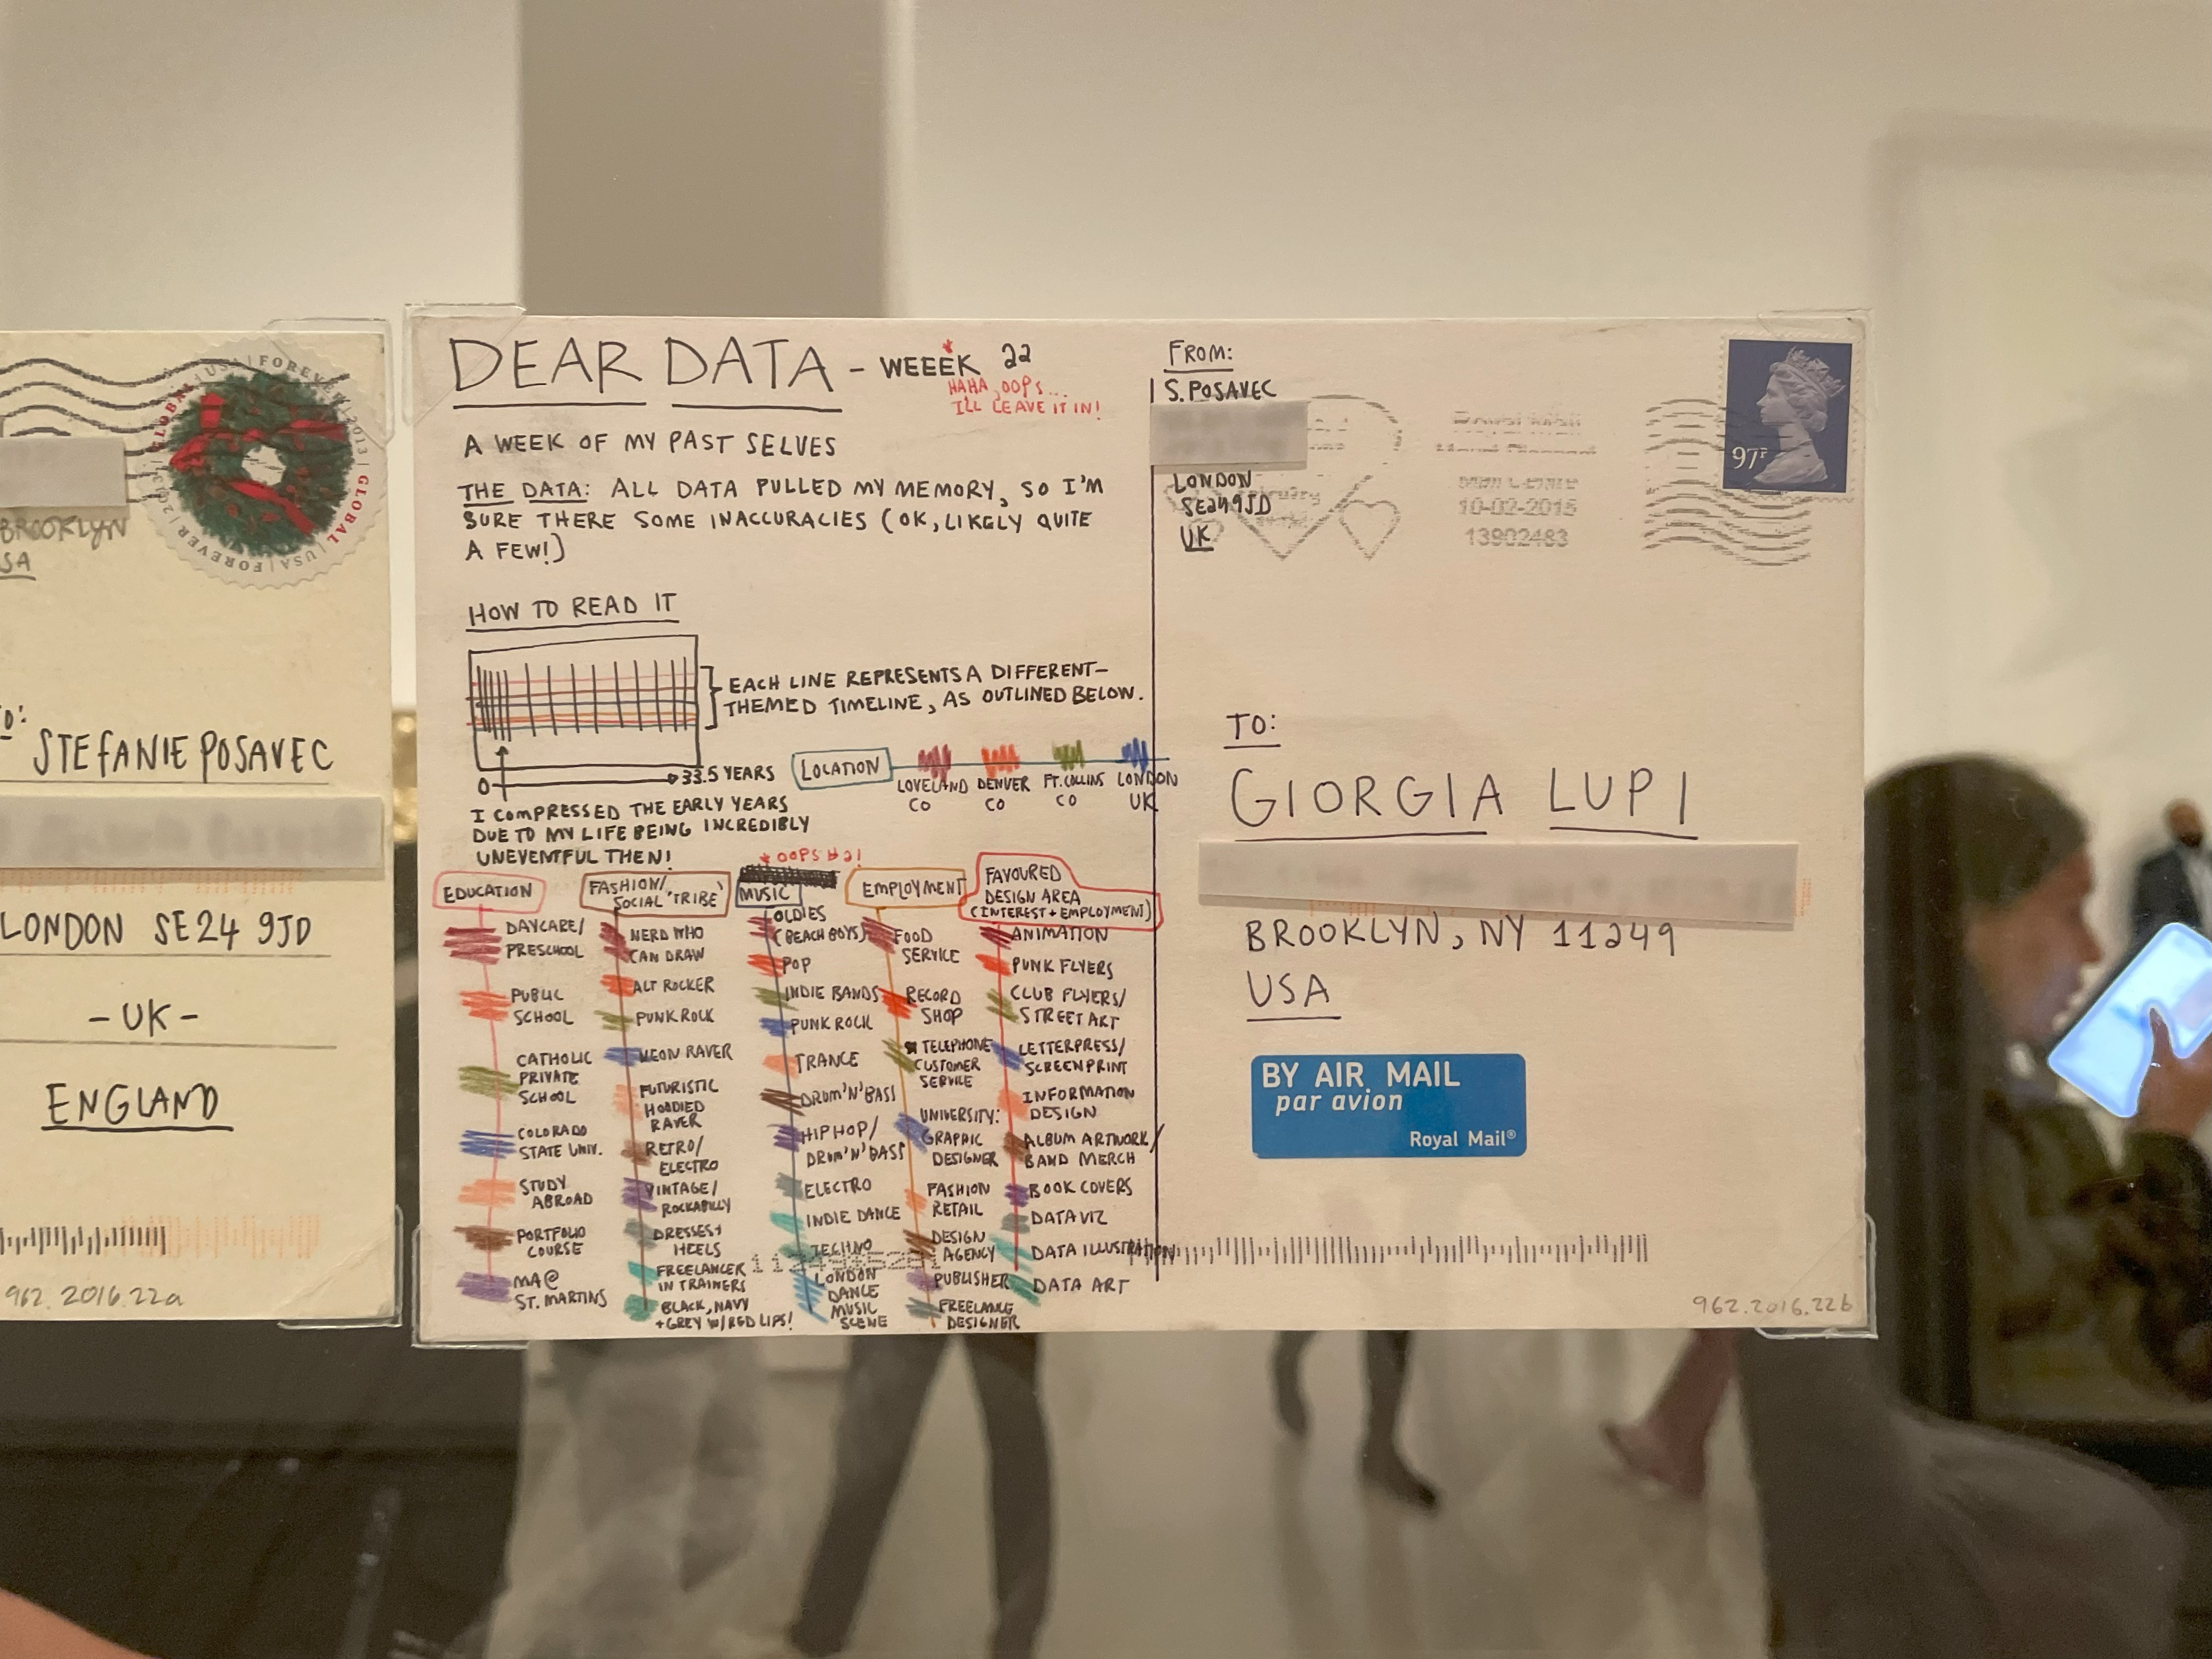 GLOBAL | USA | FOREVER | 2013 | GLOBAL | USA | FOREVER | 2013
BROOKLYN
SA
TO:
STEFANIE POSAVEC
LONDON SE24 9JD
-UK-
ENGLAND
962.2016.22a
DEAR DATA - WEEEK 22
HAHA, OOPS...
I'LL LEAVE IT IN!
A WEEK OF MY PAST SELVES
THE DATA: ALL DATA PULLED MY MEMORY, SO I'M
SURE THERE SOME INACCURACIES (OK, LIKELY QUITE
A FEW!)
HOW TO READ IT
EACH LINE REPRESENTS A DIFFERENT-
THEMED TIMELINE, AS OUTLINED BELOW.
0
33.5 YEARS
I COMPRESSED THE EARLY YEARS
DUE TO MY LIFE BEING INCREDIBLY
UNEVENTFUL THEN!
LOCATION
LOVELAND
CO
DENVER
CO
FT. COLLINS
CO
LONDON
UK
EDUCATION
DAYCARE/
PRESCHOOL
PUBLIC
SCHOOL
CATHOLIC
PRIVATE
SCHOOL
COLORADO
STATE UNIV.
STUDY
ABROAD
PORTFOLIO
COURSE
MA@
ST. MARTINS
FASHION/
SOCIAL 'TRIBE'
NERD WHO
CAN DRAW
ALT ROCKER
PUNK ROCK
NEON RAVER
FUTURISTIC
HOODIED
RAVER
RETRO/
ELECTRO
VINTAGE/
ROCKABILLY
DRESSES+
HEELS
FREELANCER
IN TRAINERS
BLACK, NAVY
+GREY W/RED LIPS!
OOPS #2!
MUSIC
OLDIES
(BEACH BOYS)
POP
INDIE BANDS
PUNK ROCK
TRANCE
DRUM'N'BASS
HIP HOP/
DRUM'N'BASS
ELECTRO
INDIE DANCE
TECHNO
LONDON
DANCE
MUSIC
SCENE
EMPLOYMENT
FOOD
SERVICE
RECORD
SHOP
TELEPHONE
CUSTOMER
SERVICE
UNIVERSITY:
GRAPHIC
DESIGNER
FASHION
RETAIL
DESIGN
AGENCY
PUBLISHER
FREELANCE
DESIGNER
FAVOURED
DESIGN AREA
(INTEREST + EMPLOYMENT)
ANIMATION
PUNK FLYERS
CLUB FLYERS/
STREET ART
LETTERPRESS/
SCREENPRINT
INFORMATION
DESIGN
ALBUM ARTWORK/
BAND MERCH
BOOK COVERS
DATA VIZ
DATA ILLUSTRATION
DATA ART
FROM:
S. POSAVEC
LONDON
SE24 9JD
UK
Royal Mail
Mail Centre
10-02-2015
13902483
97P
TO:
GIORGIA LUPI
BROOKLYN, NY 11249
USA
BY AIR MAIL
par avion
Royal Mail®
962.2016.22b